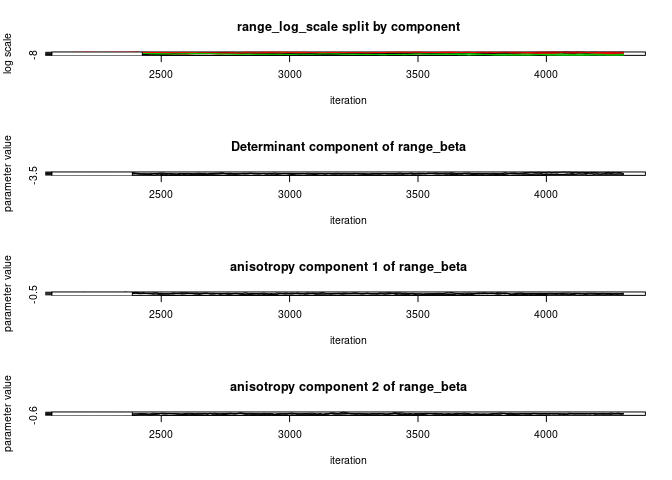 range_log_scale split by component
log scale
-8
2500 3000 3500 4000
iteration
Determinant component of range_beta
parameter value
-3.5
2500 3000 3500 4000
iteration
anisotropy component 1 of range_beta
parameter value
-0.5
2500 3000 3500 4000
iteration
anisotropy component 2 of range_beta
parameter value
-0.6
2500 3000 3500 4000
iteration